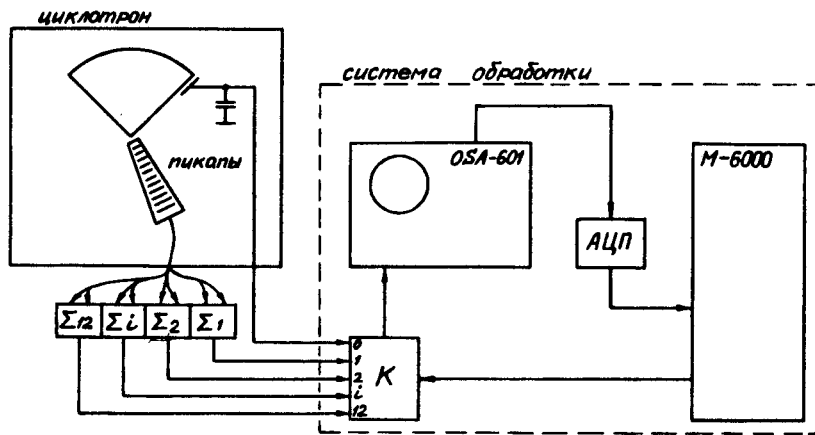 циклотрон
система обработки
пикапы
OSA-601
М-6000
АЦП
Σ12 Σi Σ2 Σ1
0
1
2
i
12
К